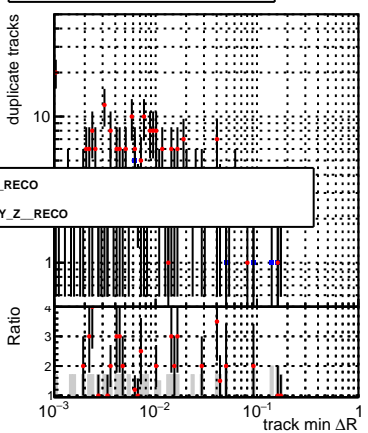 duplicate tracks
10
_RECO
Y_Z__RECO
1
Ratio
4
3
2
1
10−3
10−2
10−1
1
track min ΔR